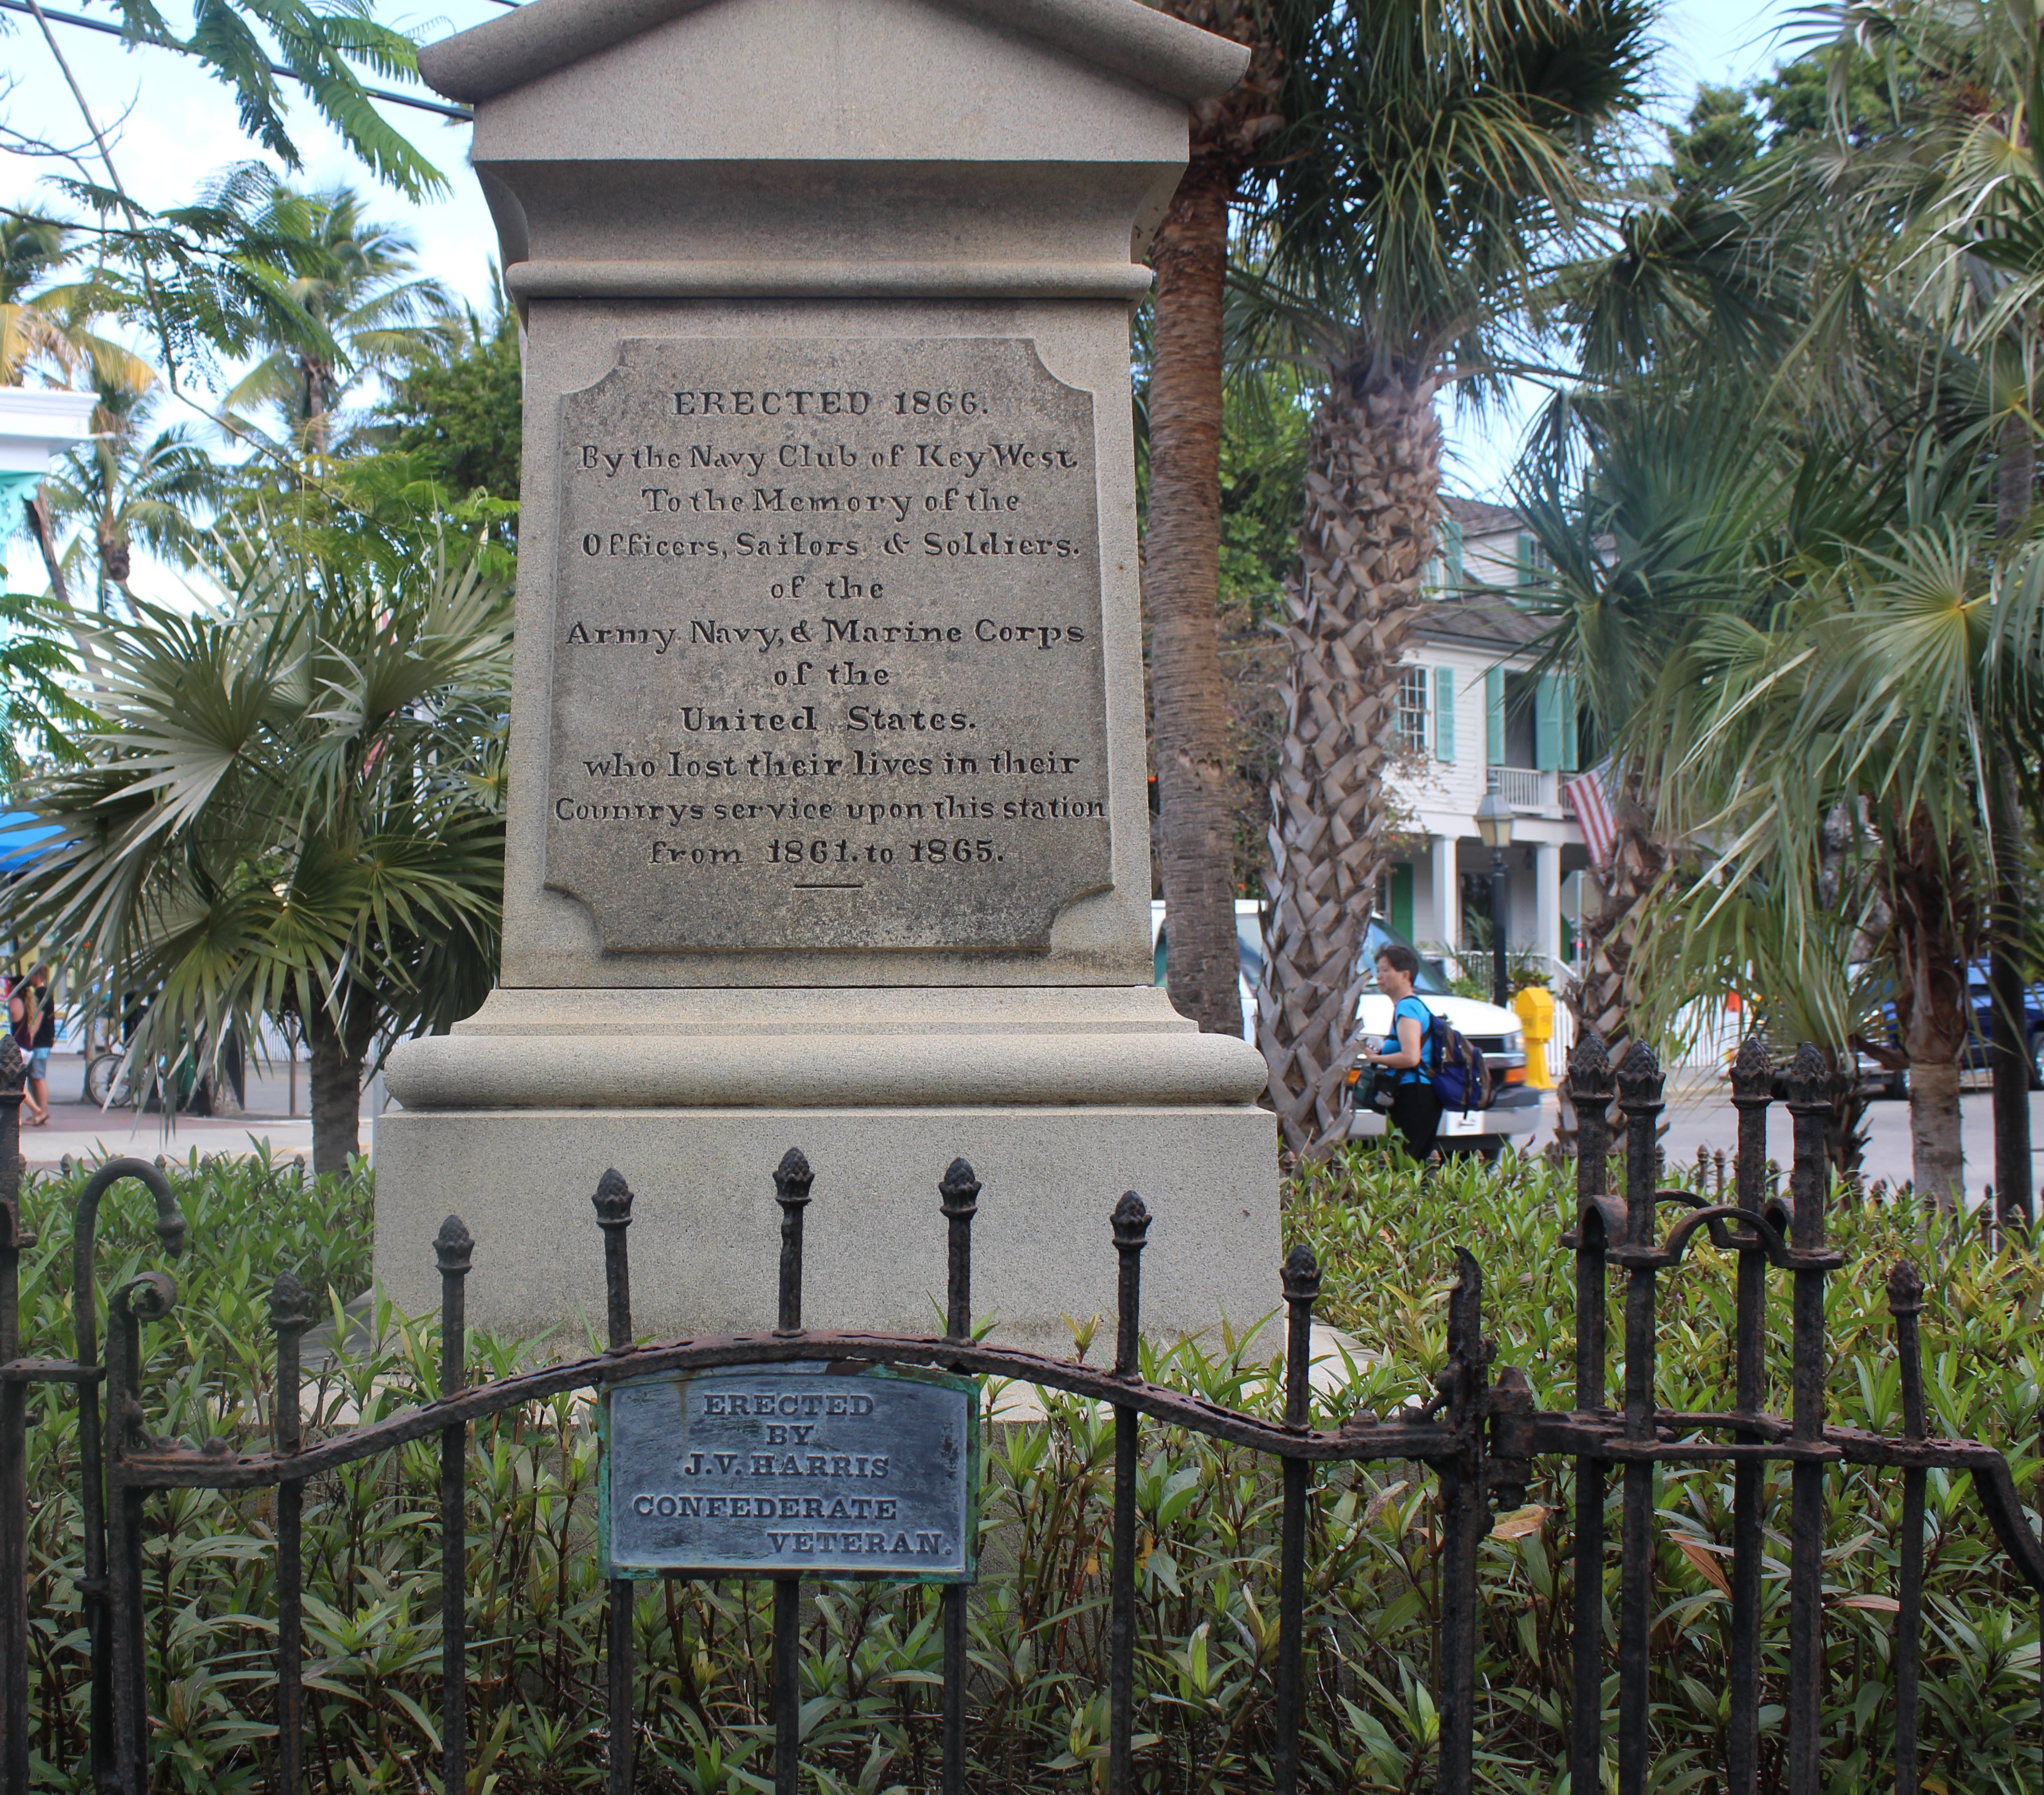 ERECTED 1866.
By the Navy Club of Key West.
To the Memory of the
Officers, Sailors & Soldiers.
of the
Army Navy, & Marine Corps
of the
United States.
who lost their lives in their
Countrys service upon this station
from 1861. to 1865.
ERECTED
BY
J.V. HARRIS
CONFEDERATE
VETERAN.